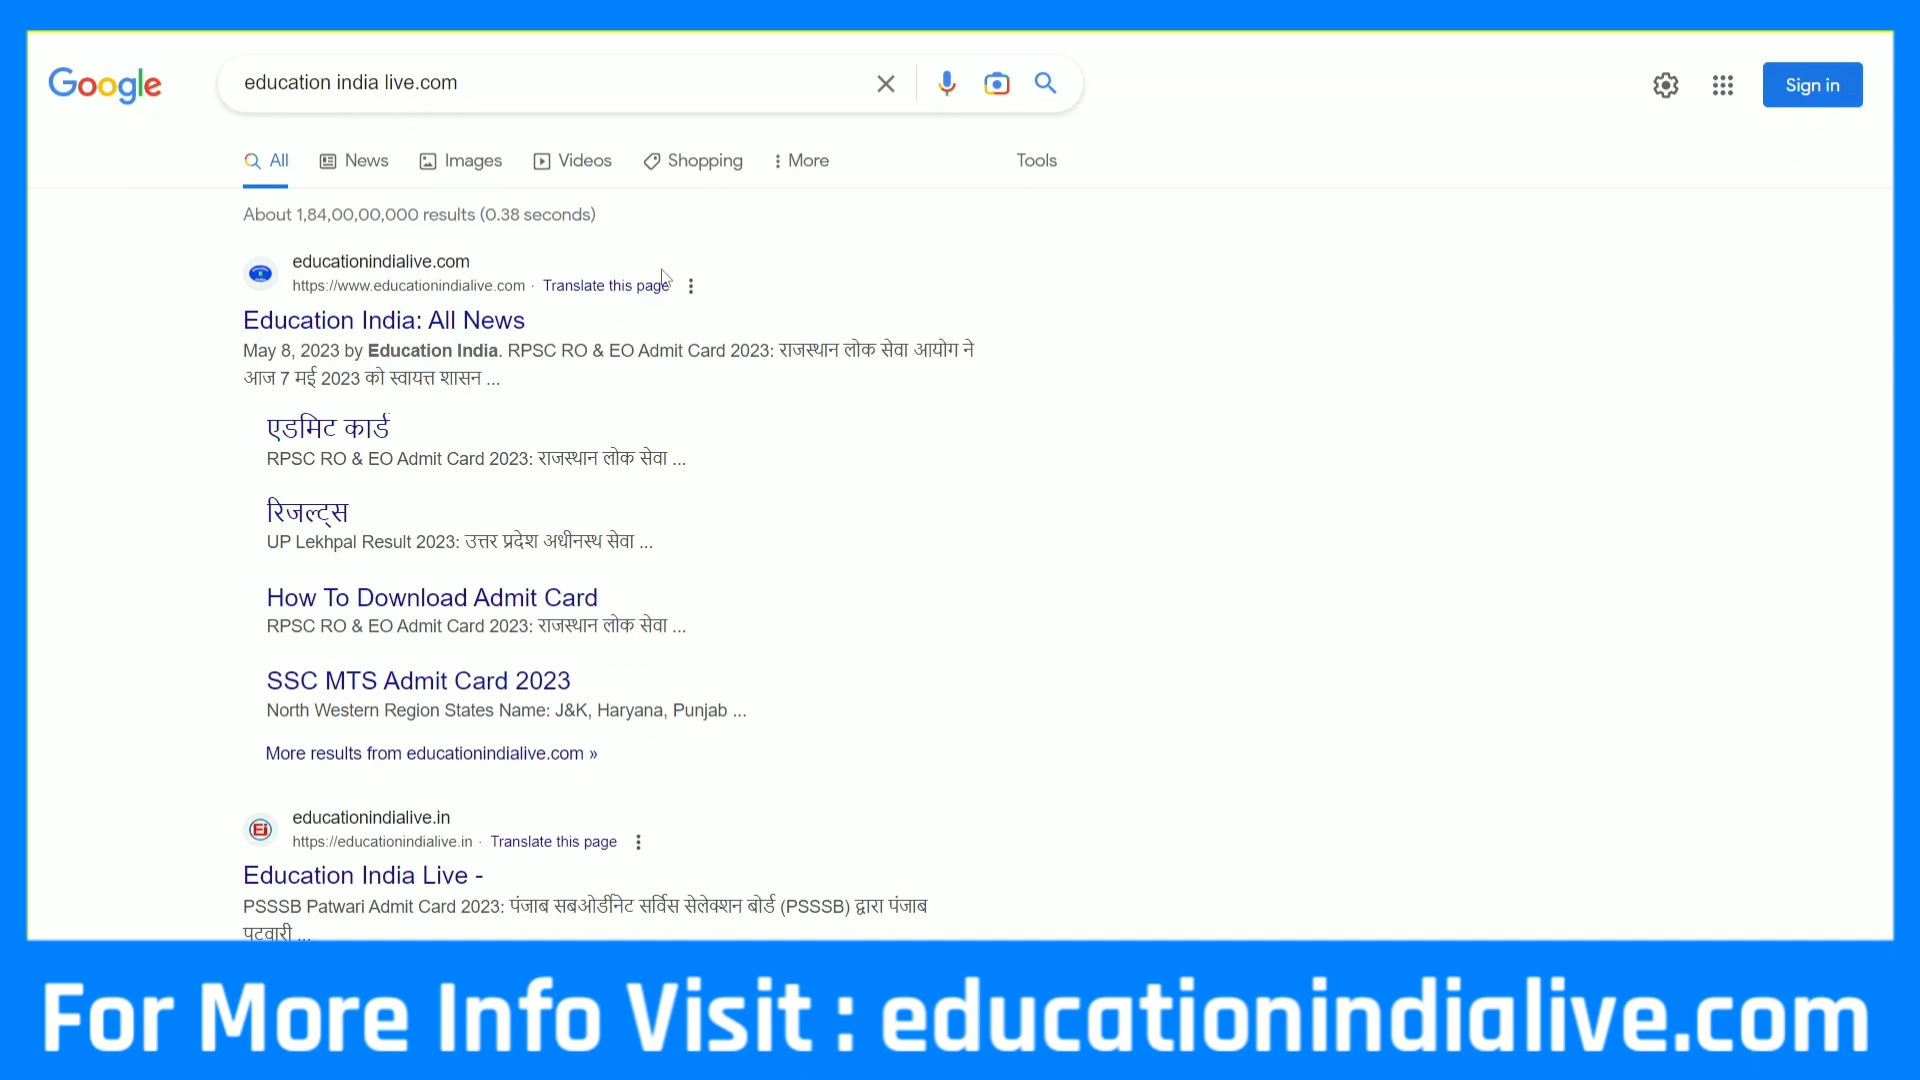 Google
education india live.com
Sign in
All News Images Videos Shopping More Tools
About 1,84,00,00,000 results (0.38 seconds)
educationindialive.com
https://www.educationindialive.com · Translate this page
Education India: All News
May 8, 2023 by Education India. RPSC RO & EO Admit Card 2023: राजस्थान लोक सेवा आयोग ने
आज 7 मई 2023 को स्वायत्त शासन ...
एडमिट कार्ड
RPSC RO & EO Admit Card 2023: राजस्थान लोक सेवा ...
रिजल्ट्स
UP Lekhpal Result 2023: उत्तर प्रदेश अधीनस्थ सेवा ...
How To Download Admit Card
RPSC RO & EO Admit Card 2023: राजस्थान लोक सेवा ...
SSC MTS Admit Card 2023
North Western Region States Name: J&K, Haryana, Punjab ...
More results from educationindialive.com »
Ei
educationindialive.in
https://educationindialive.in · Translate this page
Education India Live -
PSSSB Patwari Admit Card 2023: पंजाब सबओर्डीनेट सर्विस सेलेक्शन बोर्ड (PSSSB) द्वारा पंजाब
पटवारी ...
For More Info Visit : educationindialive.com